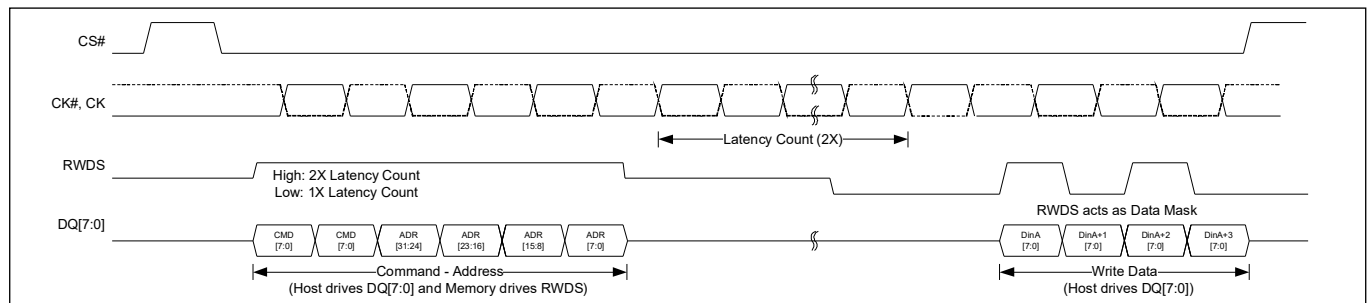 CS#
CK#, CK
Latency Count (2X)
RWDS
High: 2X Latency Count
Low: 1X Latency Count
RWDS acts as Data Mask
DQ[7:0]
CMD [7:0]
CMD [7:0]
ADR [31:24]
ADR [23:16]
ADR [15:8]
ADR [7:0]
DinA [7:0]
DinA+1 [7:0]
DinA+2 [7:0]
DinA+3 [7:0]
Command - Address
(Host drives DQ[7:0] and Memory drives RWDS)
Write Data
(Host drives DQ[7:0])